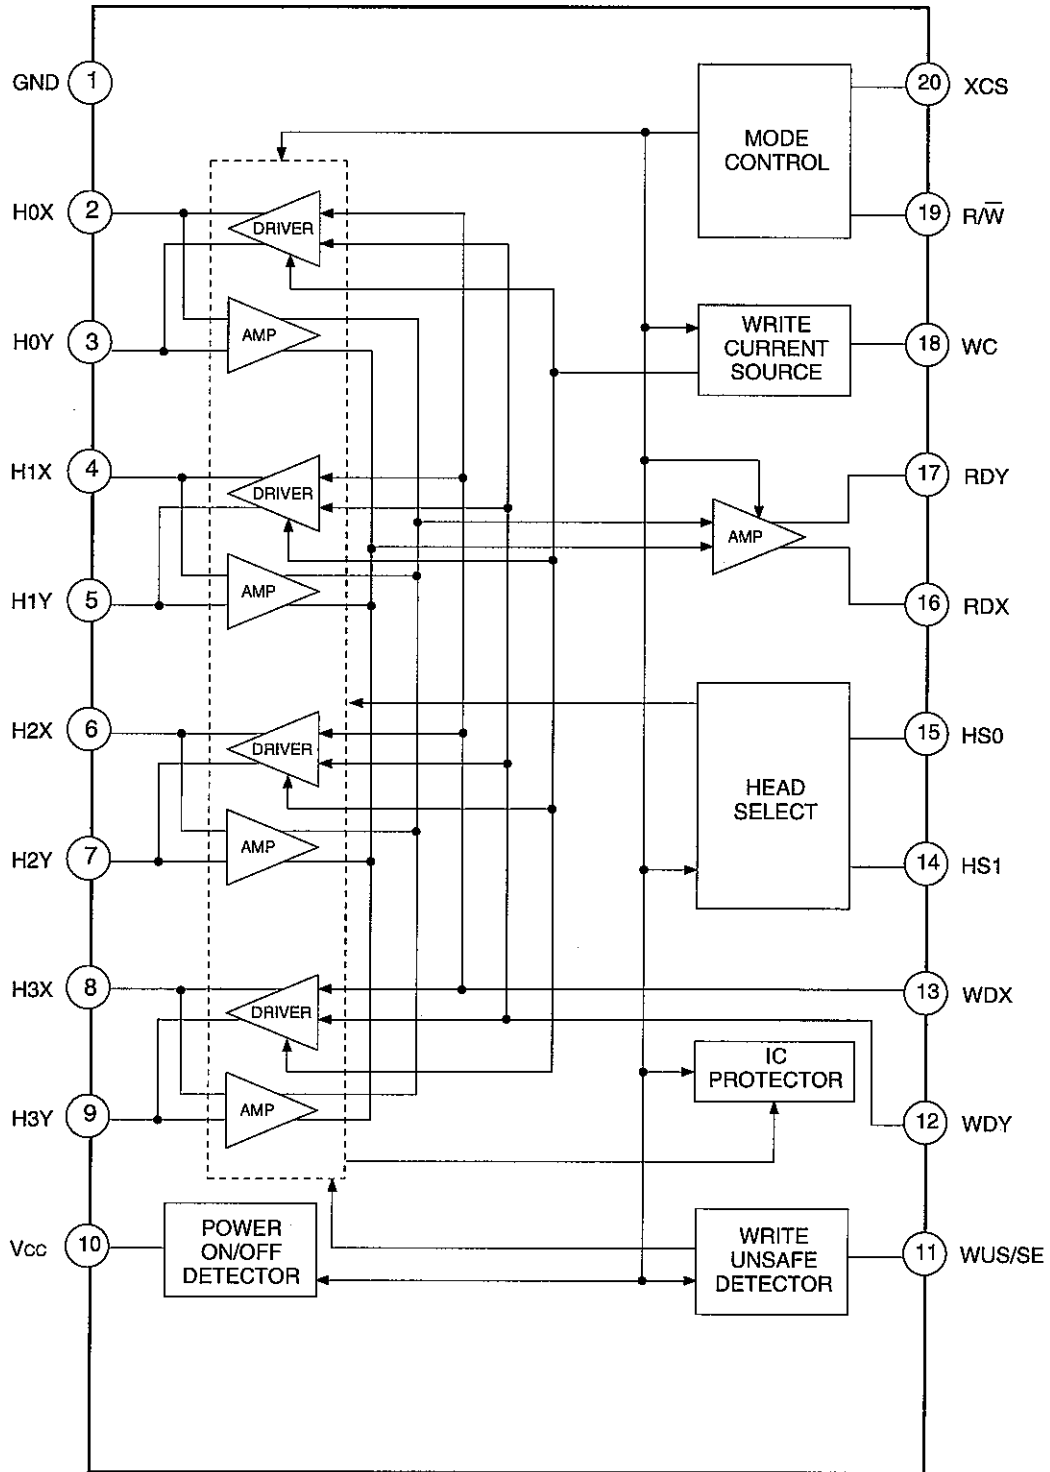 GND 1
20 XCS
MODE
CONTROL
H0X 2
DRIVER
19 R/W̅
AMP
H0Y 3
WRITE
CURRENT
SOURCE
18 WC
H1X 4
DRIVER
17 RDY
AMP
AMP
H1Y 5
16 RDX
H2X 6
DRIVER
15 HS0
HEAD
SELECT
AMP
H2Y 7
14 HS1
H3X 8
DRIVER
13 WDX
IC
PROTECTOR
AMP
H3Y 9
12 WDY
Vcc 10
POWER
ON/OFF
DETECTOR
WRITE
UNSAFE
DETECTOR
11 WUS/SE